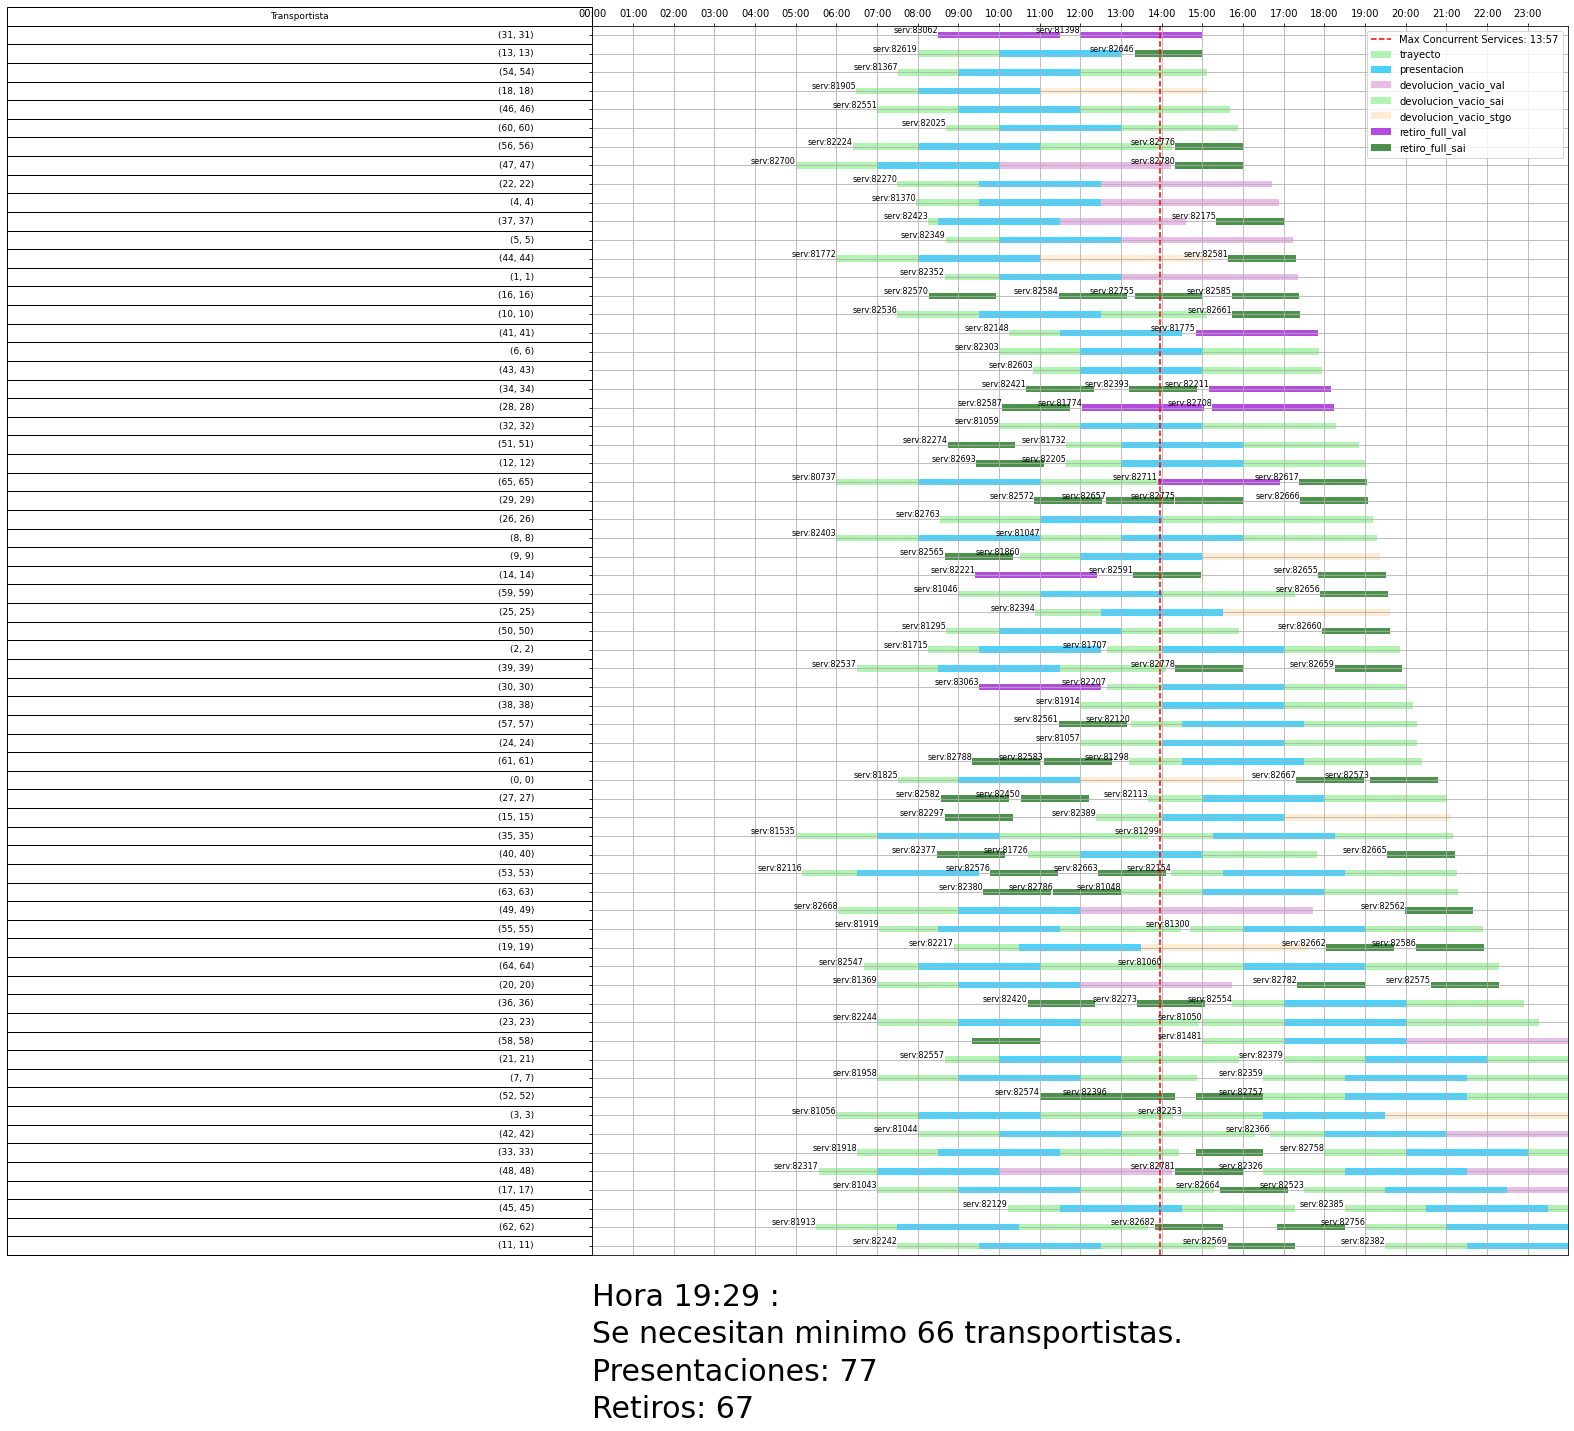 Transportista
00:00 01:00 02:00 03:00 04:00 05:00 06:00 07:00 08:00 09:00 10:00 11:00 12:00 13:00 14:00 15:00 16:00 17:00 18:00 19:00 20:00 21:00 22:00 23:00
Max Concurrent Services: 13:57
trayecto
presentacion
devolucion_vacio_val
devolucion_vacio_sai
devolucion_vacio_stgo
retiro_full_val
retiro_full_sai
(31, 31) serv:83062 serv:81398
(13, 13) serv:82619 serv:82646
(54, 54) serv:81367
(18, 18) serv:81905
(46, 46) serv:82551
(60, 60) serv:82025
(56, 56) serv:82224 serv:82776
(47, 47) serv:82700 serv:82780
(22, 22) serv:82270
(4, 4) serv:81370
(37, 37) serv:82423 serv:82175
(5, 5) serv:82349
(44, 44) serv:81772 serv:82581
(1, 1) serv:82352
(16, 16) serv:82570 serv:82584 serv:82755 serv:82585
(10, 10) serv:82536 serv:82661
(41, 41) serv:82148 serv:81775
(6, 6) serv:82303
(43, 43) serv:82603
(34, 34) serv:82421 serv:82393 serv:82211
(28, 28) serv:82587 serv:81774 serv:82708
(32, 32) serv:81059
(51, 51) serv:82274 serv:81732
(12, 12) serv:82693 serv:82205
(65, 65) serv:80737 serv:82711 serv:82617
(29, 29) serv:82572 serv:82657 serv:82775 serv:82666
(26, 26) serv:82763
(8, 8) serv:82403 serv:81047
(9, 9) serv:82565 serv:81860
(14, 14) serv:82221 serv:82591 serv:82655
(59, 59) serv:81046 serv:82656
(25, 25) serv:82394
(50, 50) serv:81295 serv:82660
(2, 2) serv:81715 serv:81707
(39, 39) serv:82537 serv:82778 serv:82659
(30, 30) serv:83063 serv:82207
(38, 38) serv:81914
(57, 57) serv:82561 serv:82120
(24, 24) serv:81057
(61, 61) serv:82788 serv:82583 serv:81298
(0, 0) serv:81825 serv:82667 serv:82573
(27, 27) serv:82582 serv:82450 serv:82113
(15, 15) serv:82297 serv:82389
(35, 35) serv:81535 serv:81299
(40, 40) serv:82377 serv:81726 serv:82665
(53, 53) serv:82116 serv:82576 serv:82663 serv:82154
(63, 63) serv:82380 serv:82786 serv:81048
(49, 49) serv:82668 serv:82562
(55, 55) serv:81919 serv:81300
(19, 19) serv:82217 serv:82662 serv:82586
(64, 64) serv:82547 serv:81060
(20, 20) serv:81369 serv:82782 serv:82575
(36, 36) serv:82420 serv:82273 serv:82554
(23, 23) serv:82244 serv:81050
(58, 58) serv:81481
(21, 21) serv:82557 serv:82379
(7, 7) serv:81958 serv:82359
(52, 52) serv:82574 serv:82396 serv:82757
(3, 3) serv:81056 serv:82253
(42, 42) serv:81044 serv:82366
(33, 33) serv:81918 serv:82758
(48, 48) serv:82317 serv:82781 serv:82326
(17, 17) serv:81043 serv:82664 serv:82523
(45, 45) serv:82129 serv:82385
(62, 62) serv:81913 serv:82682 serv:82756
(11, 11) serv:82242 serv:82569 serv:82382
Hora 19:29 :
Se necesitan minimo 66 transportistas.
Presentaciones: 77
Retiros: 67